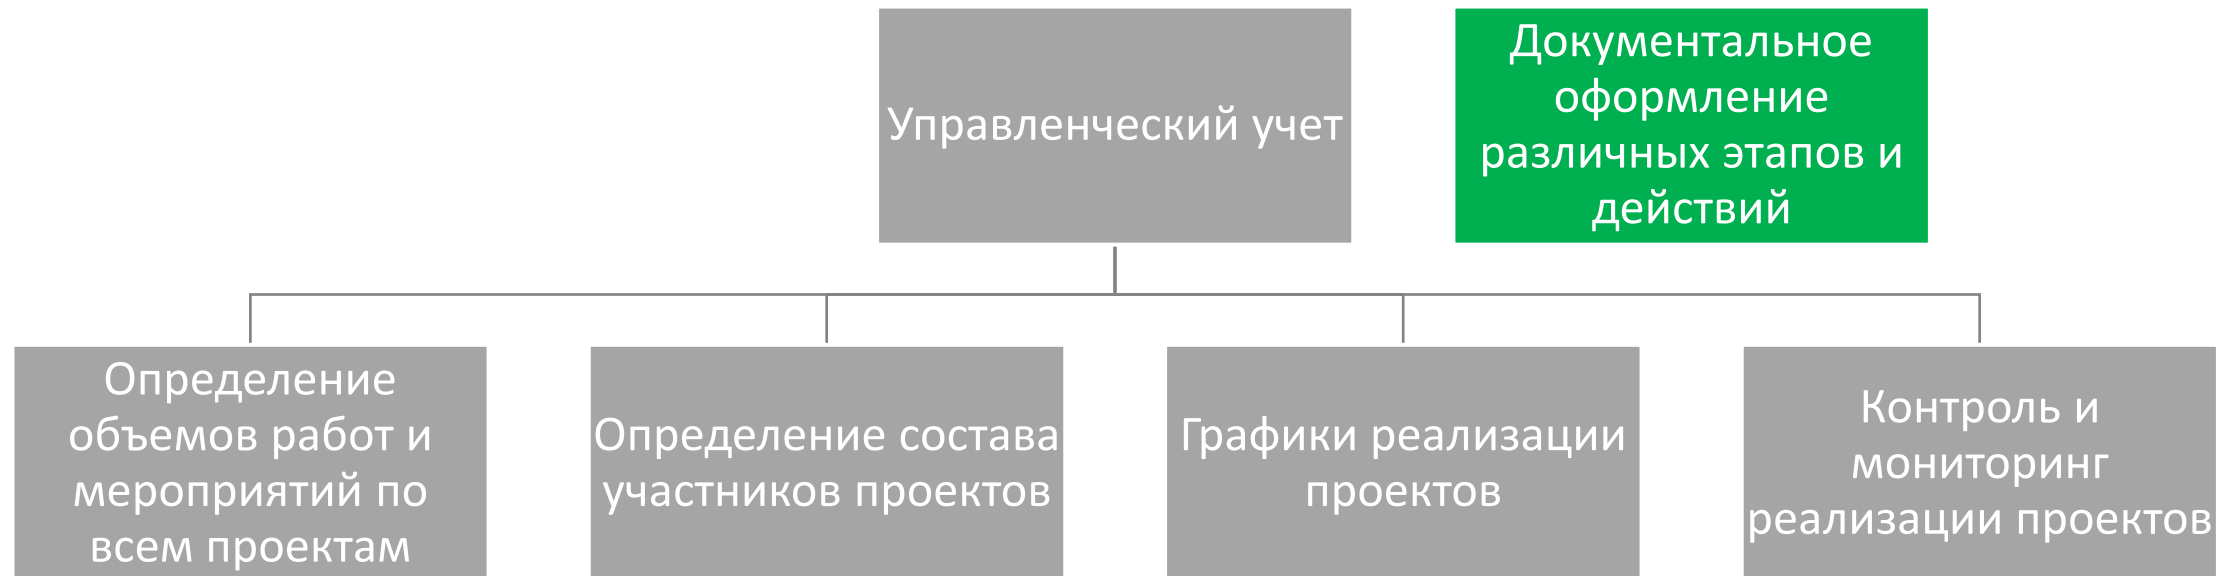 Управленческий учет
Документальное
оформление
различных этапов и
действий
Определение
объемов работ и
мероприятий по
всем проектам
Определение состава
участников проектов
Графики реализации
проектов
Контроль и
мониторинг
реализации проектов